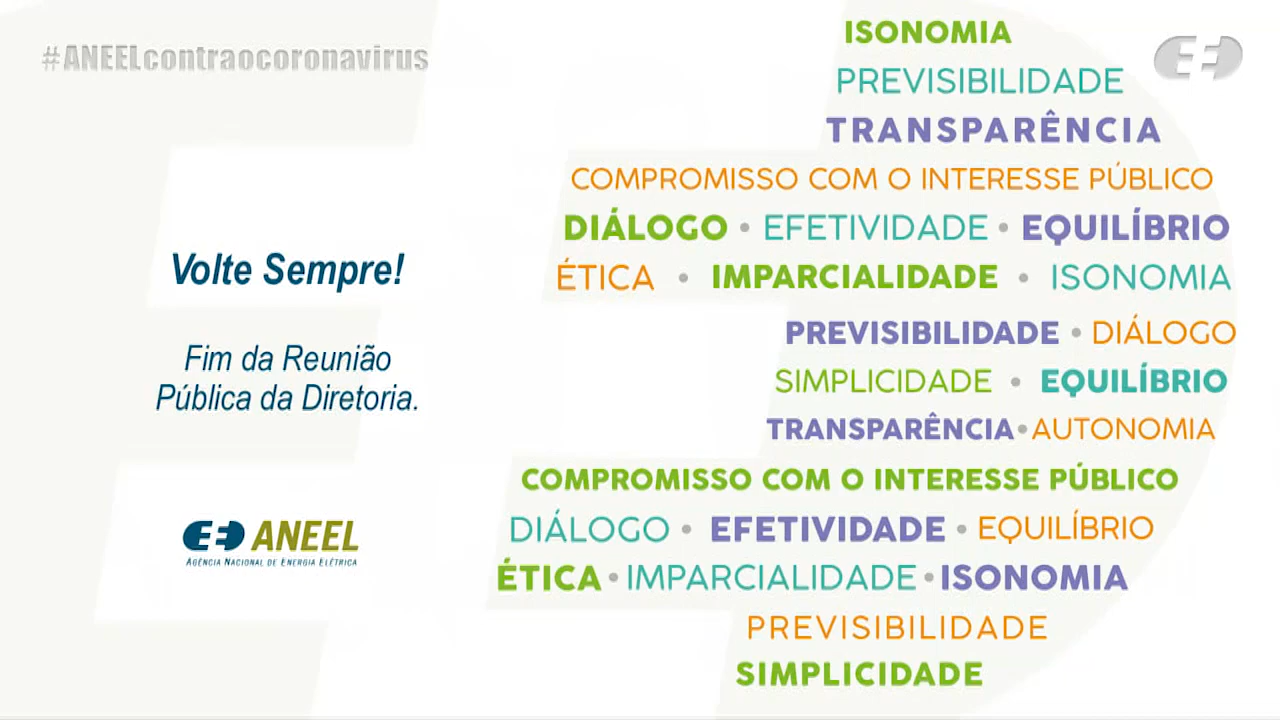 #ANEELcontraocoronavirus
Volte Sempre!
Fim da Reunião
Pública da Diretoria.
ANEEL
AGÊNCIA NACIONAL DE ENERGIA ELÉTRICA
ISONOMIA
PREVISIBILIDADE
TRANSPARÊNCIA
COMPROMISSO COM O INTERESSE PÚBLICO
DIÁLOGO • EFETIVIDADE • EQUILÍBRIO
ÉTICA • IMPARCIALIDADE • ISONOMIA
PREVISIBILIDADE • DIÁLOGO
SIMPLICIDADE • EQUILÍBRIO
TRANSPARÊNCIA • AUTONOMIA
COMPROMISSO COM O INTERESSE PÚBLICO
DIÁLOGO • EFETIVIDADE • EQUILÍBRIO
ÉTICA • IMPARCIALIDADE • ISONOMIA
PREVISIBILIDADE
SIMPLICIDADE